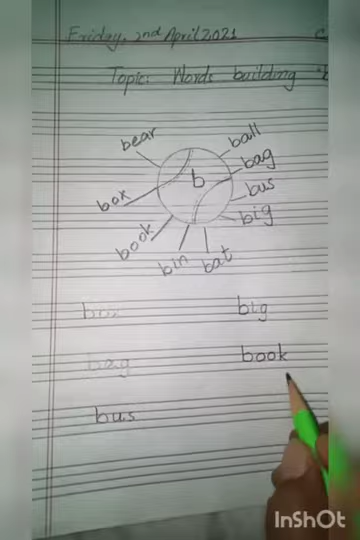 Friday, 2nd April 2021
Topic: Words building
bear
ball
bag
box
b
bus
big
book
bin
bat
box
big
bag
book
bus
InShOt